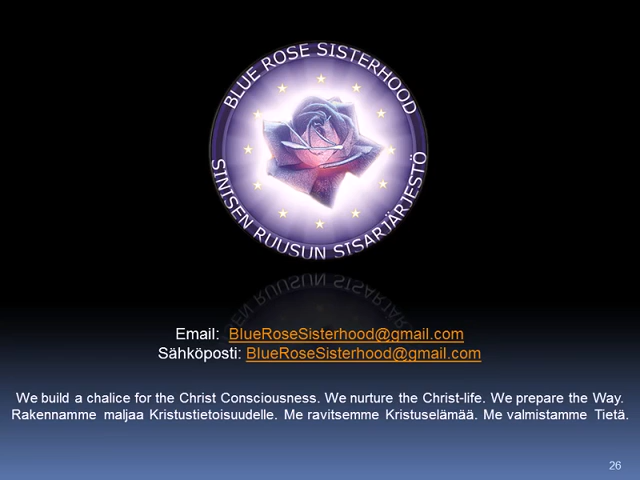 BLUE ROSE SISTERHOOD
SINISEN RUUSUN SISARJÄRJESTÖ
Email: BlueRoseSisterhood@gmail.com
Sähköposti: BlueRoseSisterhood@gmail.com
We build a chalice for the Christ Consciousness. We nurture the Christ-life. We prepare the Way.
Rakennamme maljaa Kristustietoisuudelle. Me ravitsemme Kristuselämää. Me valmistamme Tietä.
26